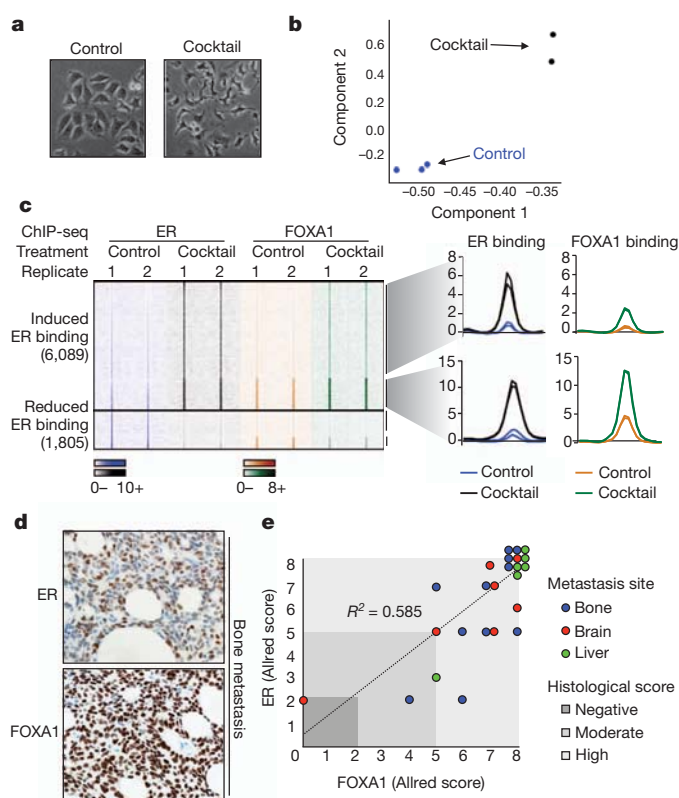 a
Control Cocktail
b
Component 2
0.6
0.4
0.2
0.0
−0.2
Cocktail
Control
−0.50 −0.45 −0.40 −0.35
Component 1
c
ChIP-seq ER FOXA1
Treatment Control Cocktail Control Cocktail
Replicate 1 2 1 2 1 2 1 2
Induced
ER binding
(6,089)
Reduced
ER binding
(1,805)
0– 10+ 0– 8+
ER binding FOXA1 binding
8 8
6 6
4 4
2 2
0 0
15 15
10 10
5 5
0 0
Control Control
Cocktail Cocktail
d
ER
FOXA1
Bone metastasis
e
ER (Allred score)
8
7
6
5
4
3
2
1
R² = 0.585
0 1 2 3 4 5 6 7 8
FOXA1 (Allred score)
Metastasis site
Bone
Brain
Liver
Histological score
Negative
Moderate
High